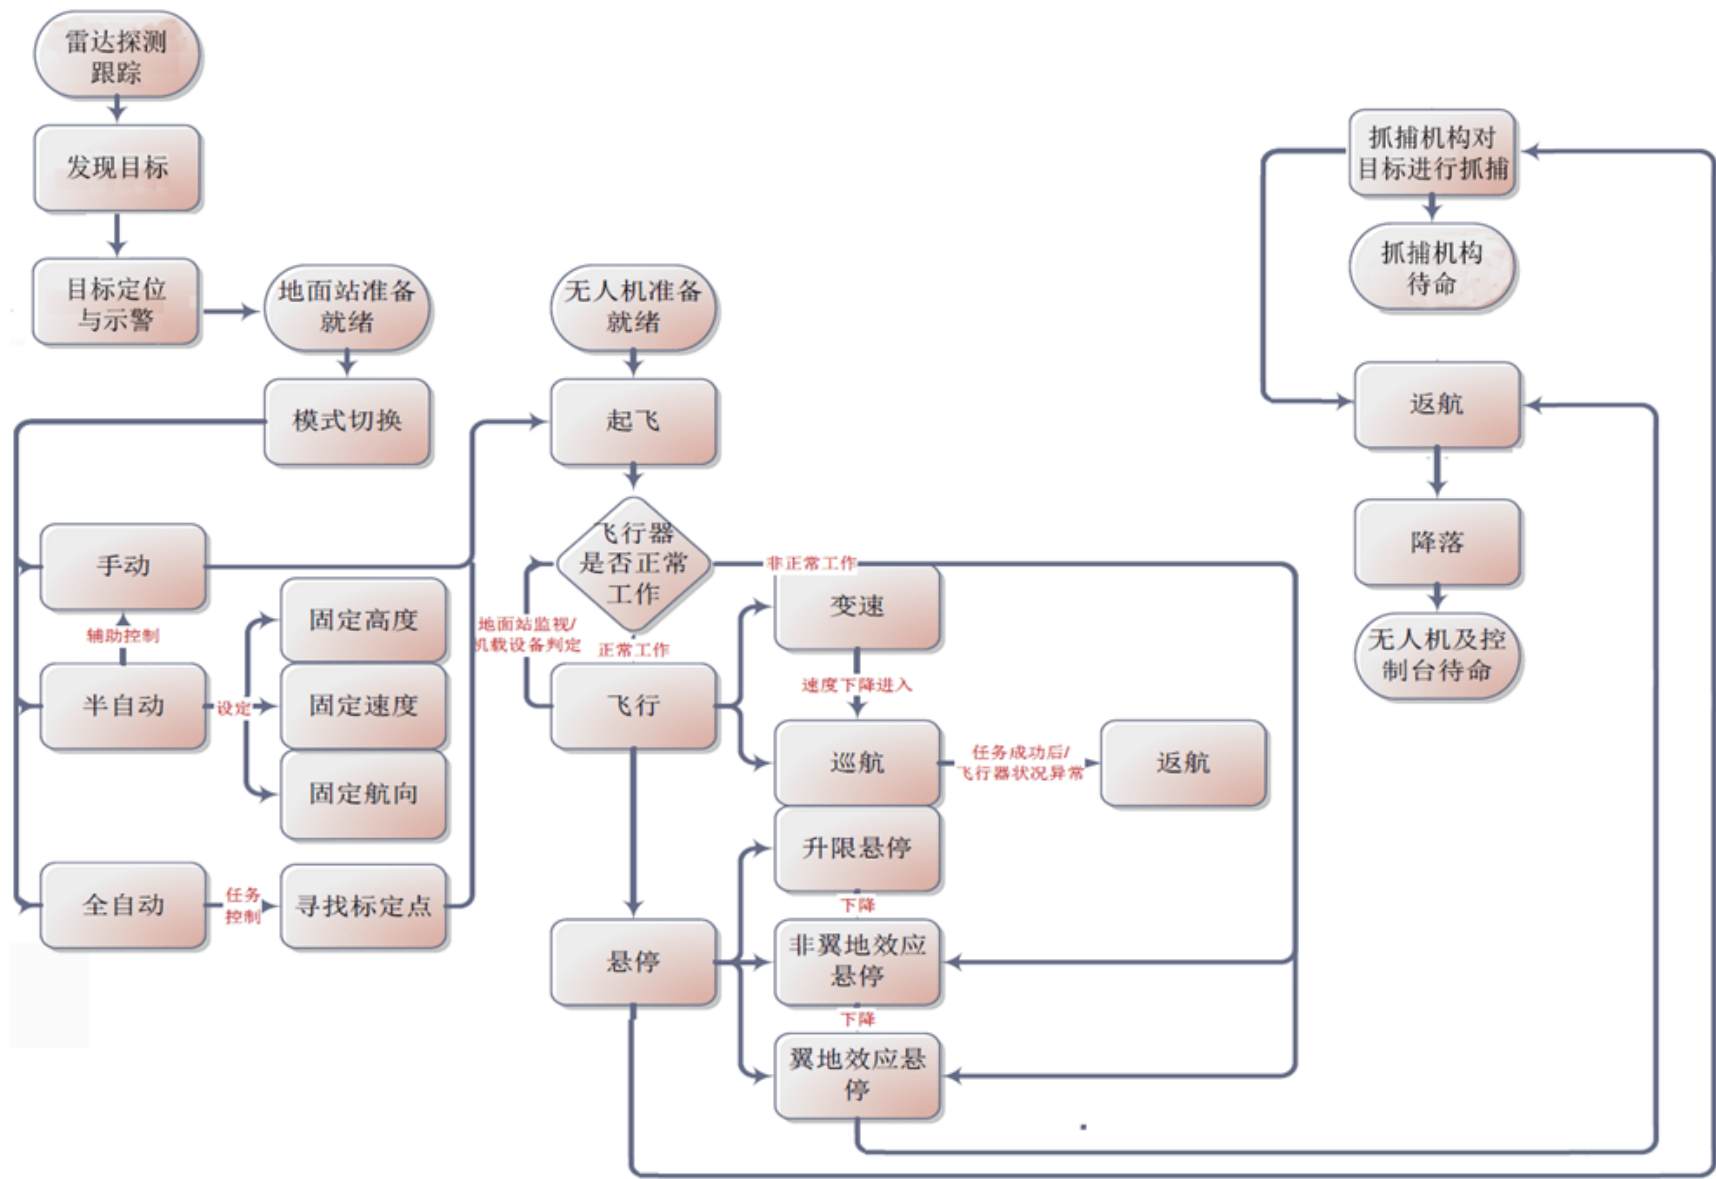 雷达探测
跟踪
发现目标
目标定位
与示警
地面站准备
就绪
模式切换
手动
辅助控制
半自动
设定
固定高度
固定速度
固定航向
全自动
任务
控制
寻找标定点
无人机准备
就绪
起飞
飞行器
是否正常
工作
非正常工作
地面站监视/
机载设备判定
正常工作
飞行
变速
速度下降进入
巡航
任务成功后/
飞行器状况异常
返航
悬停
升限悬停
下降
非翼地效应
悬停
下降
翼地效应悬
停
抓捕机构对
目标进行抓捕
抓捕机构
待命
返航
降落
无人机及控
制台待命